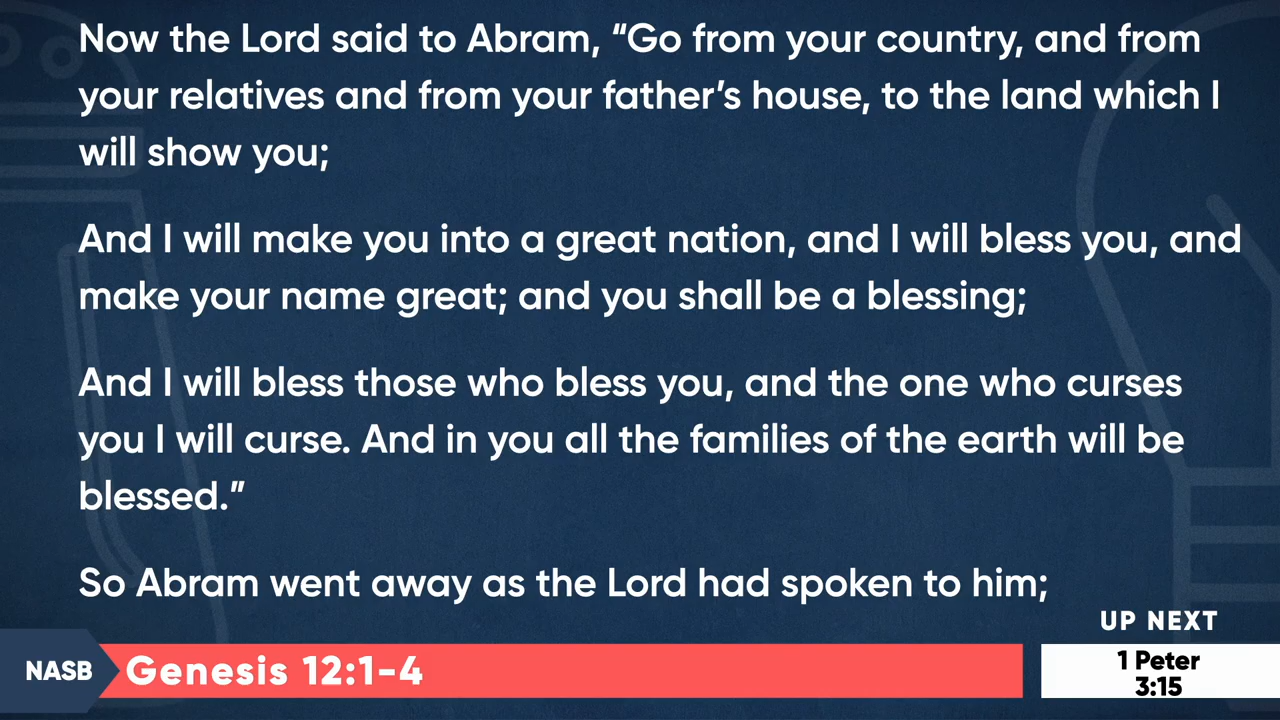 Now the Lord said to Abram, “Go from your country, and from
your relatives and from your father’s house, to the land which I
will show you;
And I will make you into a great nation, and I will bless you, and
make your name great; and you shall be a blessing;
And I will bless those who bless you, and the one who curses
you I will curse. And in you all the families of the earth will be
blessed.”
So Abram went away as the Lord had spoken to him;
UP NEXT
NASB
Genesis 12:1-4
1 Peter
3:15